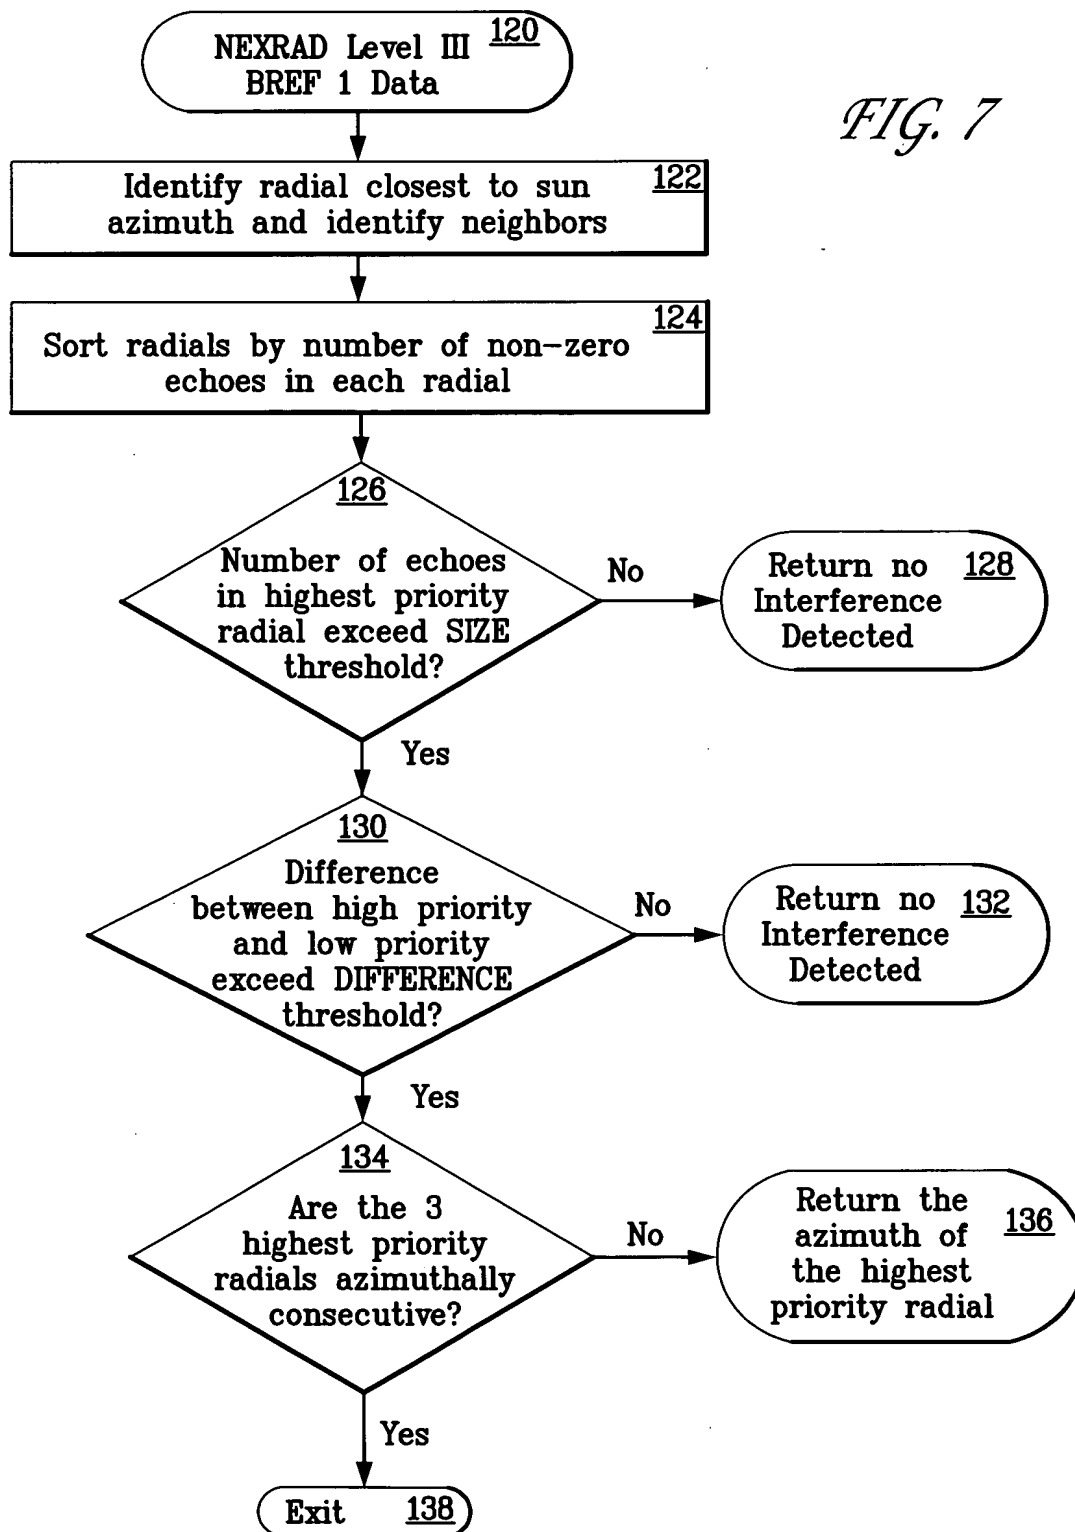 NEXRAD Level III 120
BREF 1 Data
FIG. 7
Identify radial closest to sun 122
azimuth and identify neighbors
Sort radials by number of non-zero 124
echoes in each radial
126
Number of echoes
in highest priority
radial exceed SIZE
threshold?
No
Return no 128
Interference
Detected
Yes
130
Difference
between high priority
and low priority
exceed DIFFERENCE
threshold?
No
Return no 132
Interference
Detected
Yes
134
Are the 3
highest priority
radials azimuthally
consecutive?
No
Return the 136
azimuth of
the highest
priority radial
Yes
Exit 138